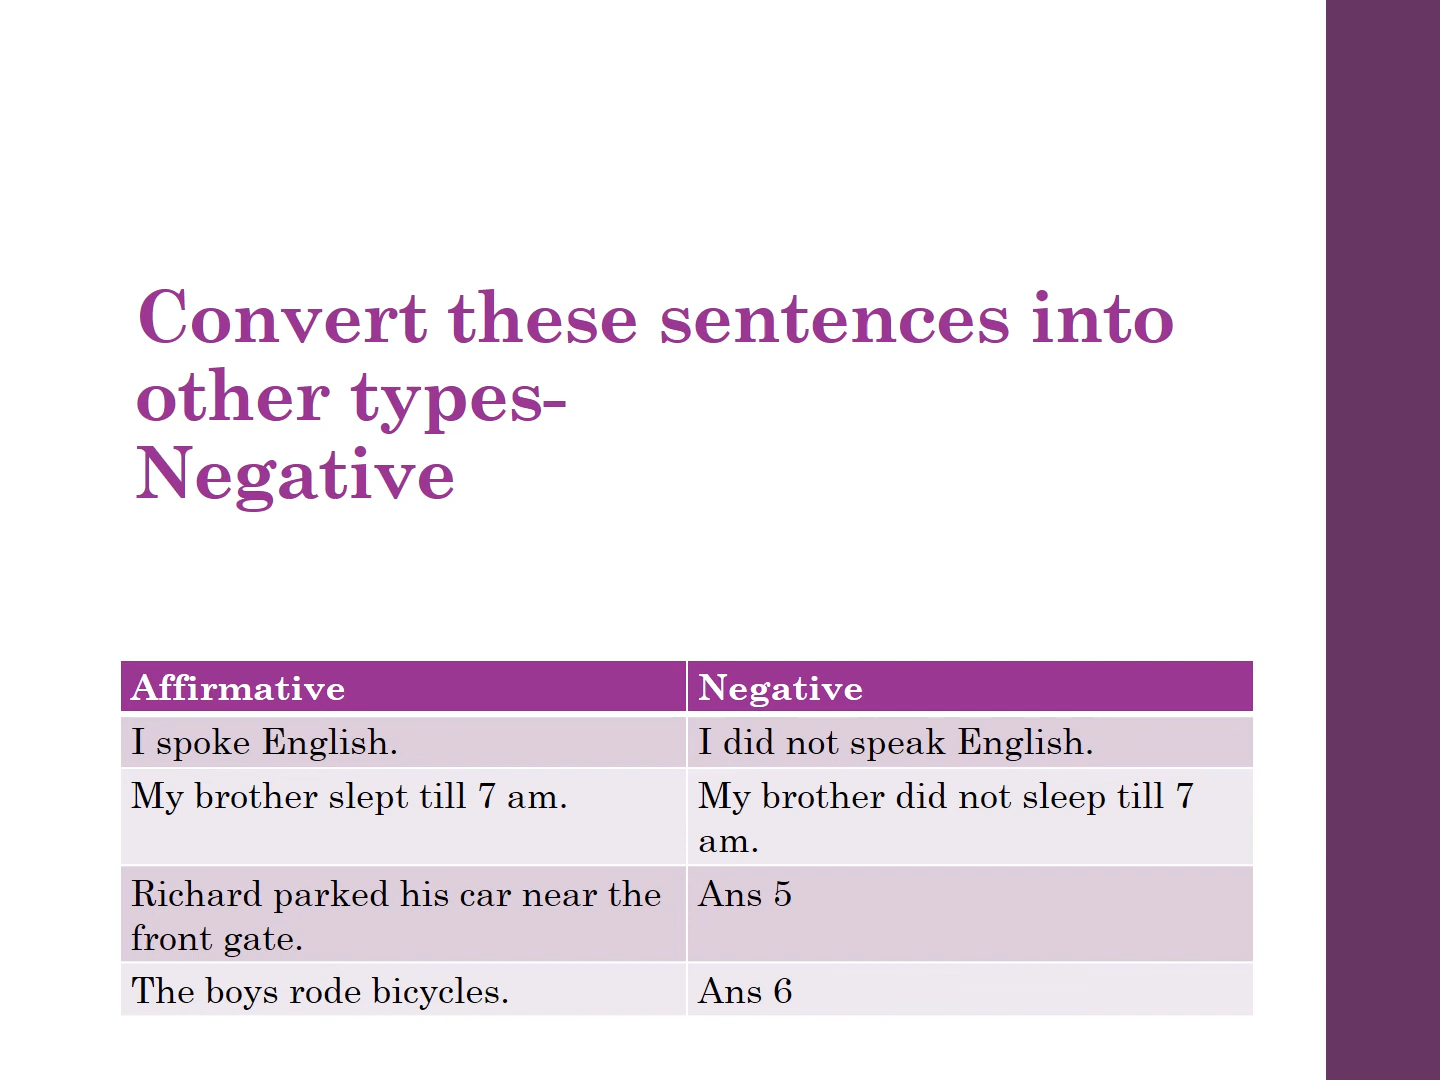 Convert these sentences into
other types-
Negative
Affirmative
Negative
I spoke English.
I did not speak English.
My brother slept till 7 am.
My brother did not sleep till 7
am.
Richard parked his car near the
front gate.
Ans 5
The boys rode bicycles.
Ans 6